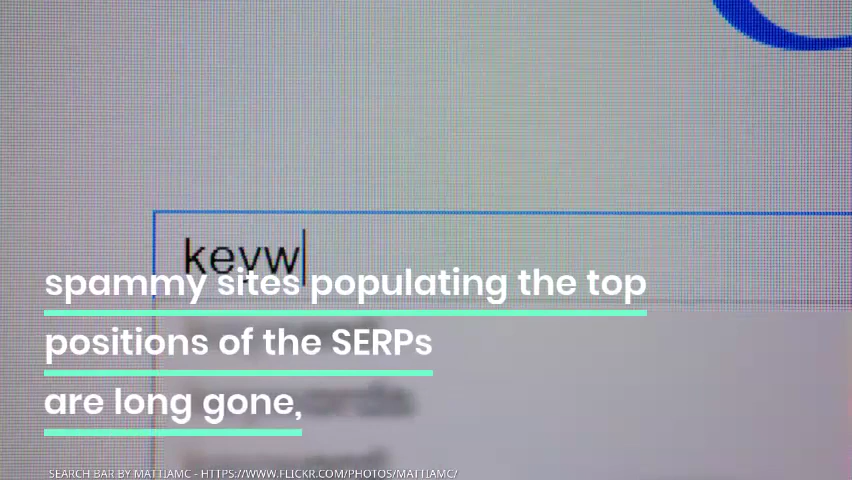 keyw
spammy sites populating the top
positions of the SERPs
are long gone,
SEARCH BAR BY MATTIAMC - HTTPS://WWW.FLICKR.COM/PHOTOS/MATTIAMC/